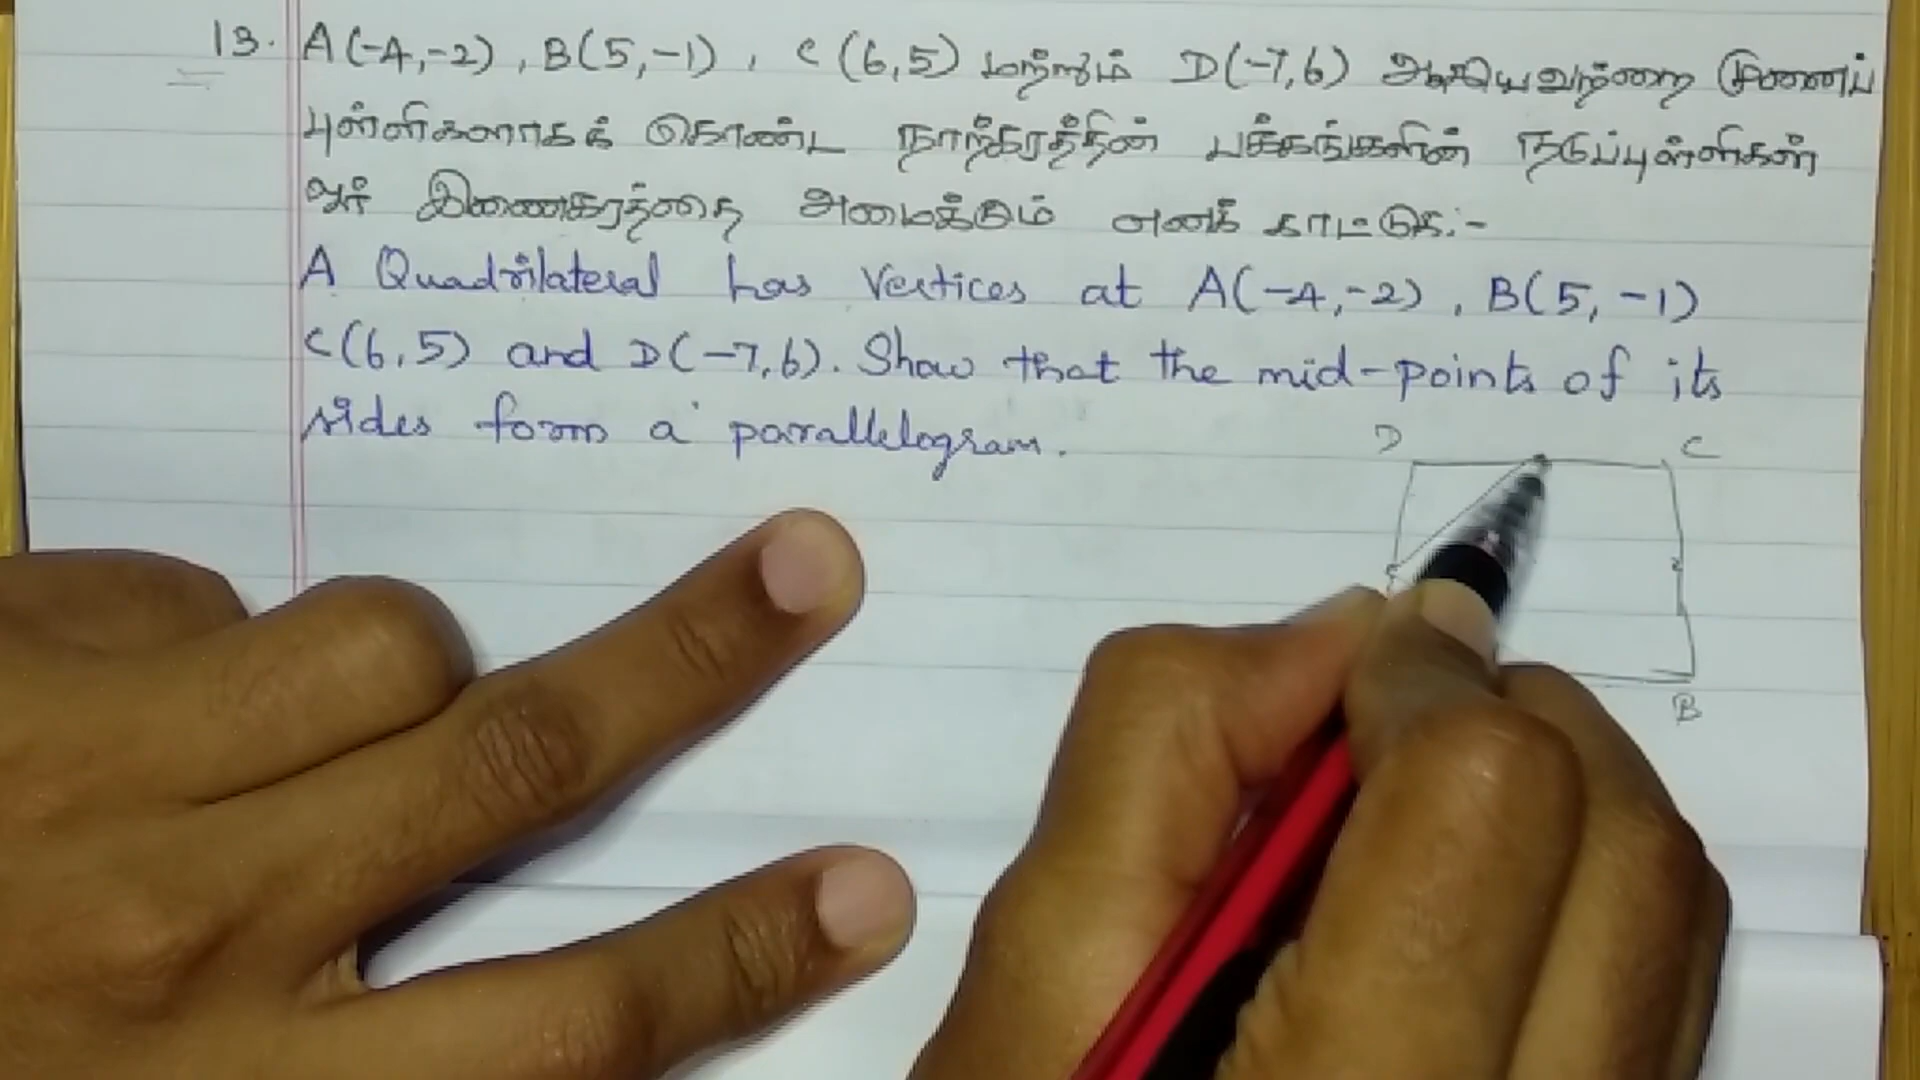 13. A(-4,-2), B(5,-1), C(6,5) மற்றும் D(-7,6) ஆகியவற்றை முனைப்
புள்ளிகளாகக் கொண்ட நாற்கரத்தின் பக்கங்களின் நடுப்புள்ளிகள்
ஓர் இணைகரத்தை அமைக்கும் எனக் காட்டுக:-
A Quadrilateral has vertices at A(-4,-2), B(5,-1)
C(6,5) and D(-7,6). Show that the mid-points of its
sides form a parallelogram.
D C
B